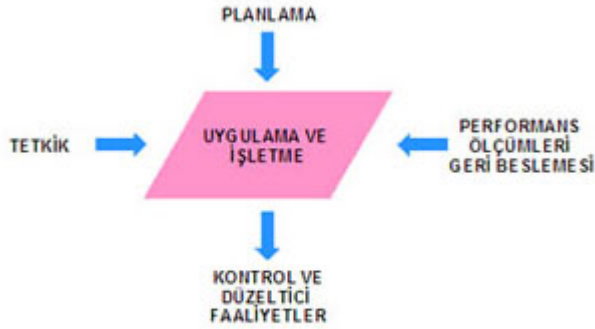 PLANLAMA
TETKİK
UYGULAMA VE
İŞLETME
PERFORMANS
ÖLÇÜMLERİ
GERİ BESLEMESİ
KONTROL VE
DÜZELTİCİ
FAALİYETLER